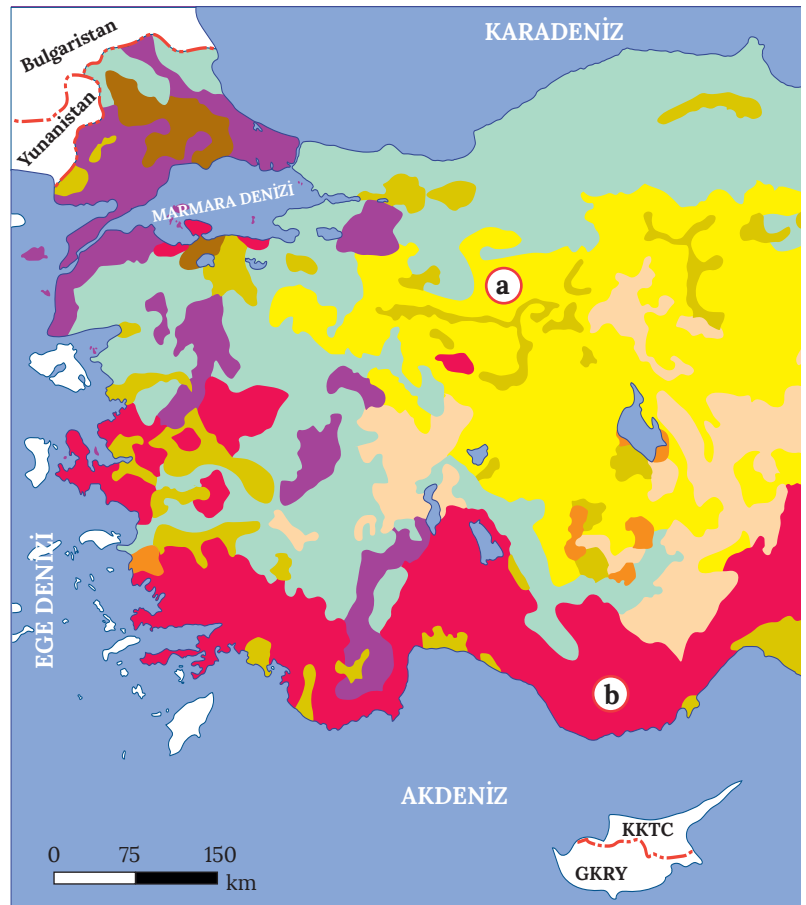 Bulgaristan
KARADENİZ
Yunanistan
MARMARA DENİZİ
a
EGE DENİZİ
b
AKDENİZ
KKTC
GKRY
0 75 150
km